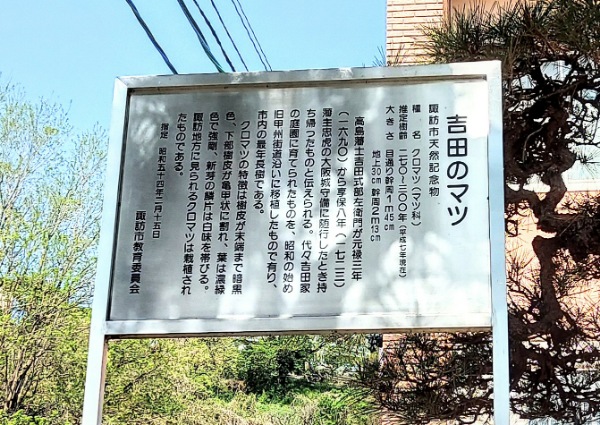 吉田のマツ
諏訪市天然記念物
種名 クロマツ(マツ科)
推定樹齢 二七〇~三〇〇年(平成七年現在)
大きさ 目通り幹周1m45㎝
地上30㎝ 幹周2m13㎝
高島藩士吉田式部左衛門が元禄三年
(一六九〇)から享保八年(一七二三)
藩主忠虎の大阪城守備に随行したとき持
ち帰ったものと伝えられる。代々吉田家
の庭園に育てられたものを、昭和の始め
旧甲州街道沿いに移植したもので有り、
市内の最年長樹である。
クロマツの特徴は樹皮が末端まで暗黒
色、下部樹皮が亀甲状に割れ、葉は濃緑
色で強剛、新芽の鱗片は白味を帯びる。
諏訪地方に見られるクロマツは栽植され
たものである。
指定 昭和五十四年二月十五日
諏訪市教育委員会